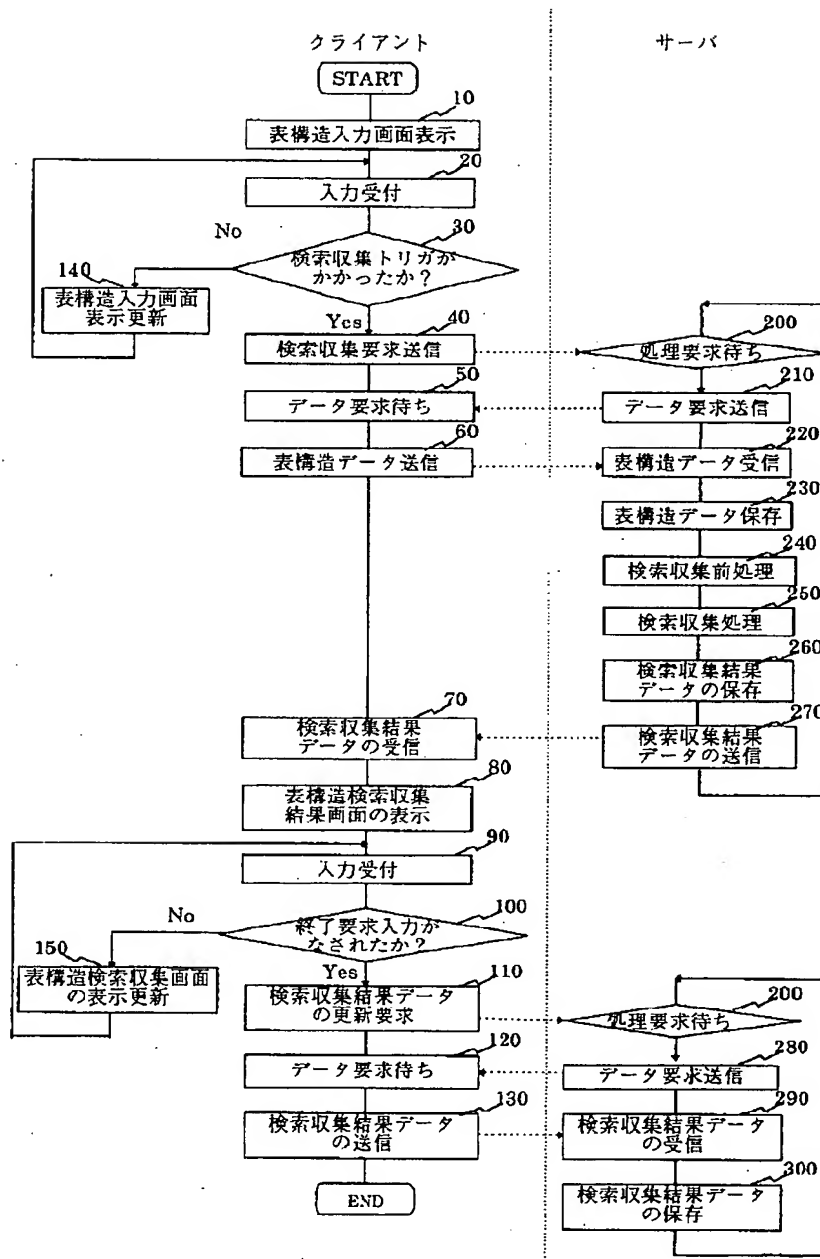 クライアント
サーバ
START
10
表構造入力画面表示
20
入力受付
30
No
検索収集トリガが
かかったか?
140
表構造入力画面
表示更新
Yes
40
検索収集要求送信
200
処理要求待ち
50
データ要求待ち
210
データ要求送信
60
表構造データ送信
220
表構造データ受信
230
表構造データ保存
240
検索収集前処理
250
検索収集処理
260
検索収集結果
データの保存
70
検索収集結果
データの受信
270
検索収集結果
データの送信
80
表構造検索収集
結果画面の表示
90
入力受付
100
No
終了要求入力が
なされたか?
150
表構造検索収集画面
の表示更新
Yes
110
検索収集結果データ
の更新要求
200
処理要求待ち
120
データ要求待ち
280
データ要求送信
130
検索収集結果データ
の送信
290
検索収集結果データ
の受信
END
300
検索収集結果データ
の保存